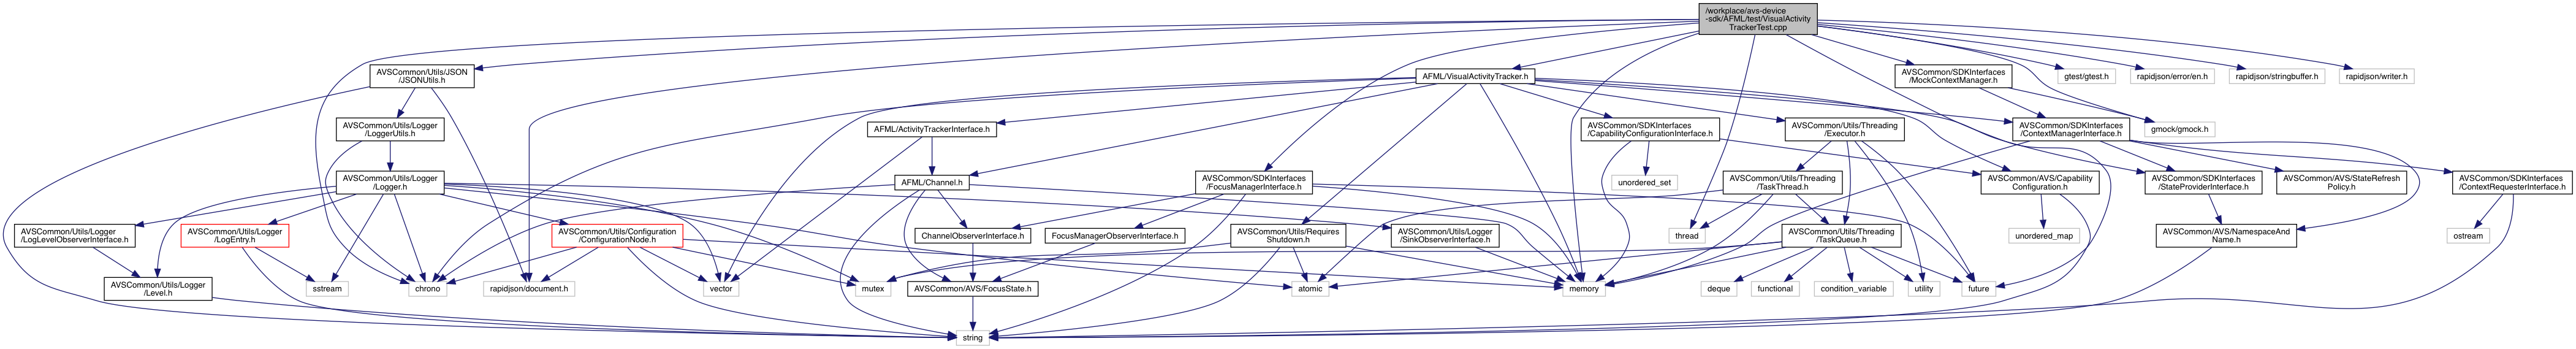 /workplace/avs-device
-sdk/AFML/test/VisualActivity
TrackerTest.cpp
AVSCommon/Utils/JSON
/JSONUtils.h
AFML/VisualActivityTracker.h
AVSCommon/SDKInterfaces
/MockContextManager.h
gtest/gtest.h
rapidjson/error/en.h
rapidjson/stringbuffer.h
rapidjson/writer.h
AVSCommon/Utils/Logger
/LoggerUtils.h
AFML/ActivityTrackerInterface.h
AVSCommon/SDKInterfaces
/CapabilityConfigurationInterface.h
AVSCommon/Utils/Threading
/Executor.h
AVSCommon/SDKInterfaces
/ContextManagerInterface.h
gmock/gmock.h
AVSCommon/Utils/Logger
/Logger.h
AFML/Channel.h
AVSCommon/SDKInterfaces
/FocusManagerInterface.h
unordered_set
AVSCommon/Utils/Threading
/TaskThread.h
AVSCommon/AVS/Capability
Configuration.h
AVSCommon/SDKInterfaces
/StateProviderInterface.h
AVSCommon/AVS/StateRefresh
Policy.h
AVSCommon/SDKInterfaces
/ContextRequesterInterface.h
AVSCommon/Utils/Logger
/LogLevelObserverInterface.h
AVSCommon/Utils/Logger
/LogEntry.h
AVSCommon/Utils/Configuration
/ConfigurationNode.h
ChannelObserverInterface.h
FocusManagerObserverInterface.h
AVSCommon/Utils/Requires
Shutdown.h
AVSCommon/Utils/Logger
/SinkObserverInterface.h
thread
AVSCommon/Utils/Threading
/TaskQueue.h
unordered_map
AVSCommon/AVS/NamespaceAnd
Name.h
ostream
AVSCommon/Utils/Logger
/Level.h
sstream
chrono
rapidjson/document.h
vector
mutex
AVSCommon/AVS/FocusState.h
atomic
memory
deque
functional
condition_variable
utility
future
string